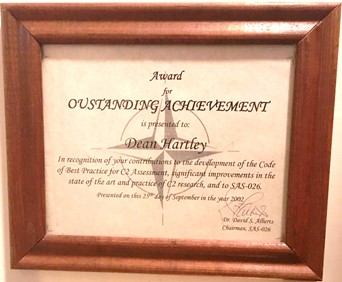 Award
for
OUSTANDING ACHIEVEMENT
is presented to:
Dean Hartley
In recognition of your contributions to the development of the Code
of Best Practice for C2 Assessment, significant improvements in the
state of the art and practice of C2 research, and to SAS-026.
Presented on this 25th day of September in the year 2002
Dr. David S. Alberts
Chairman, SAS-026